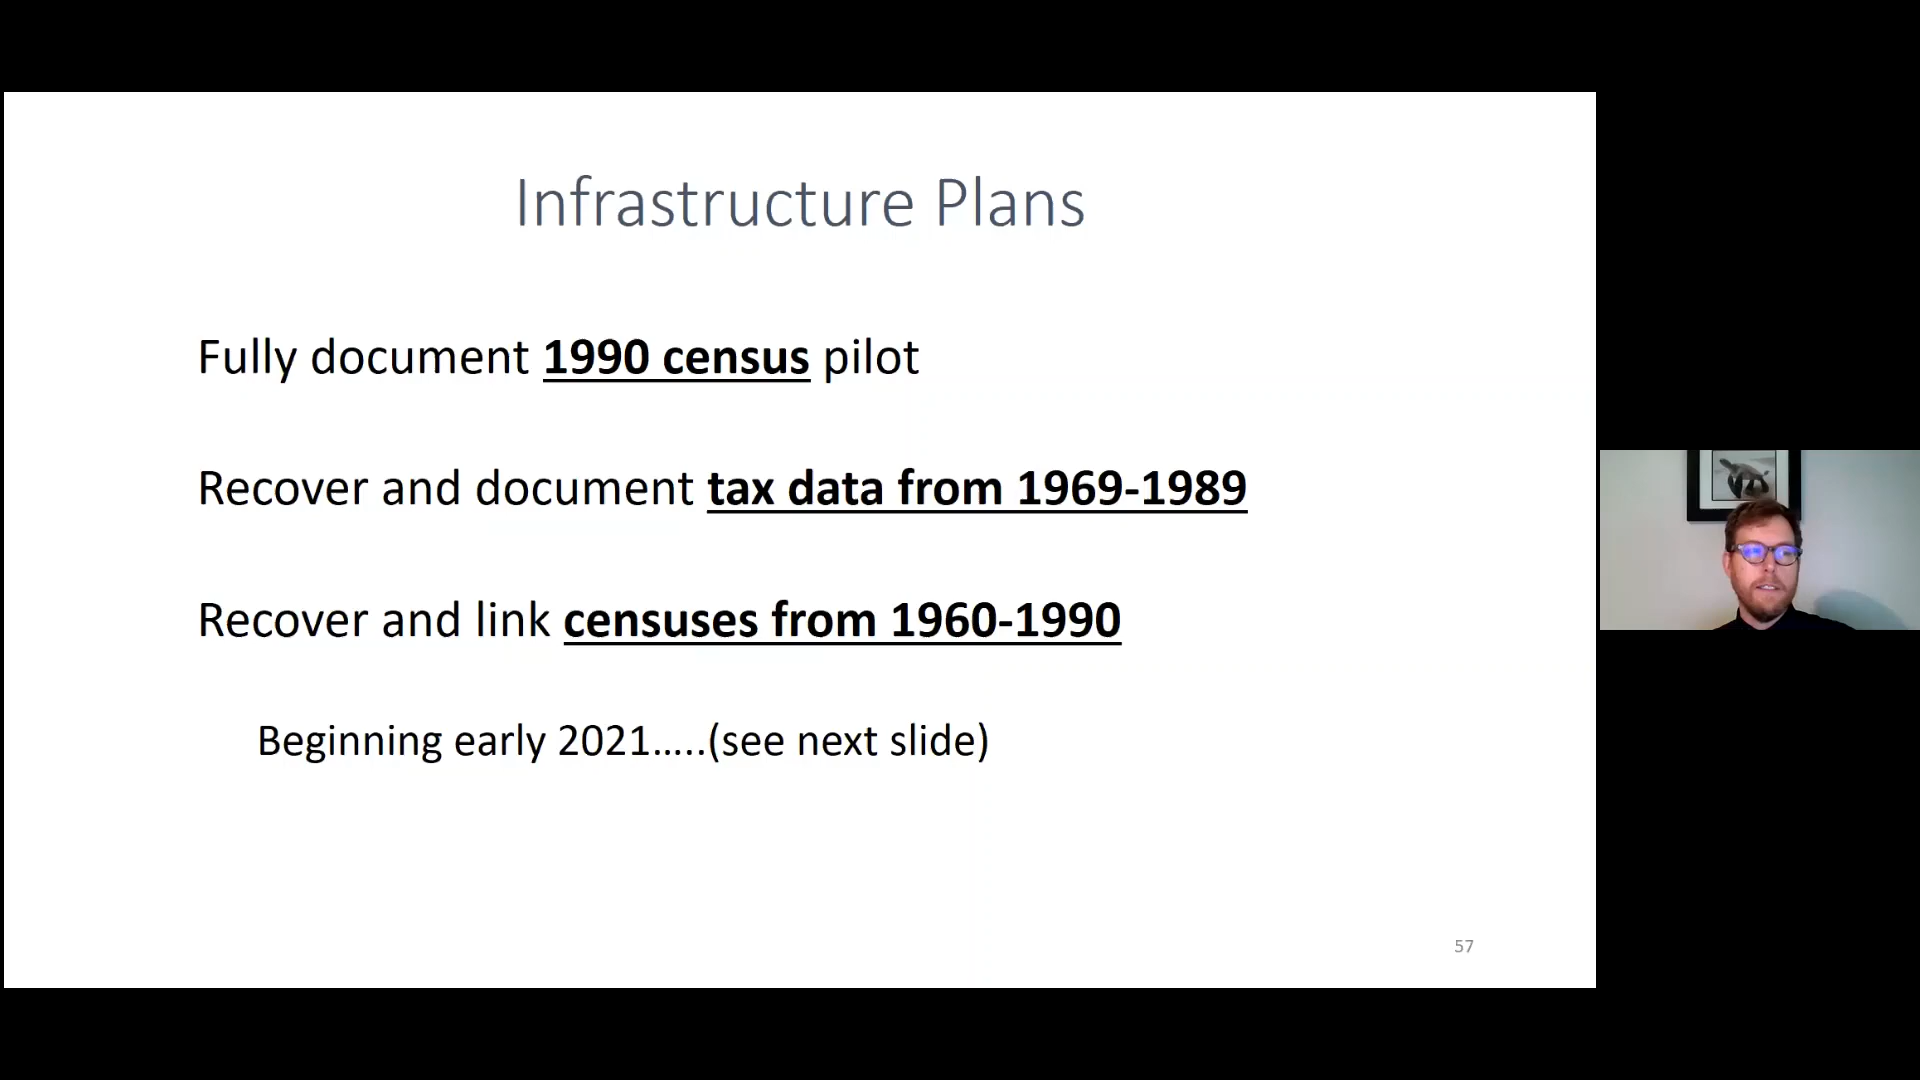 Infrastructure Plans
Fully document 1990 census pilot
Recover and document tax data from 1969-1989
Recover and link censuses from 1960-1990
Beginning early 2021.....(see next slide)
57